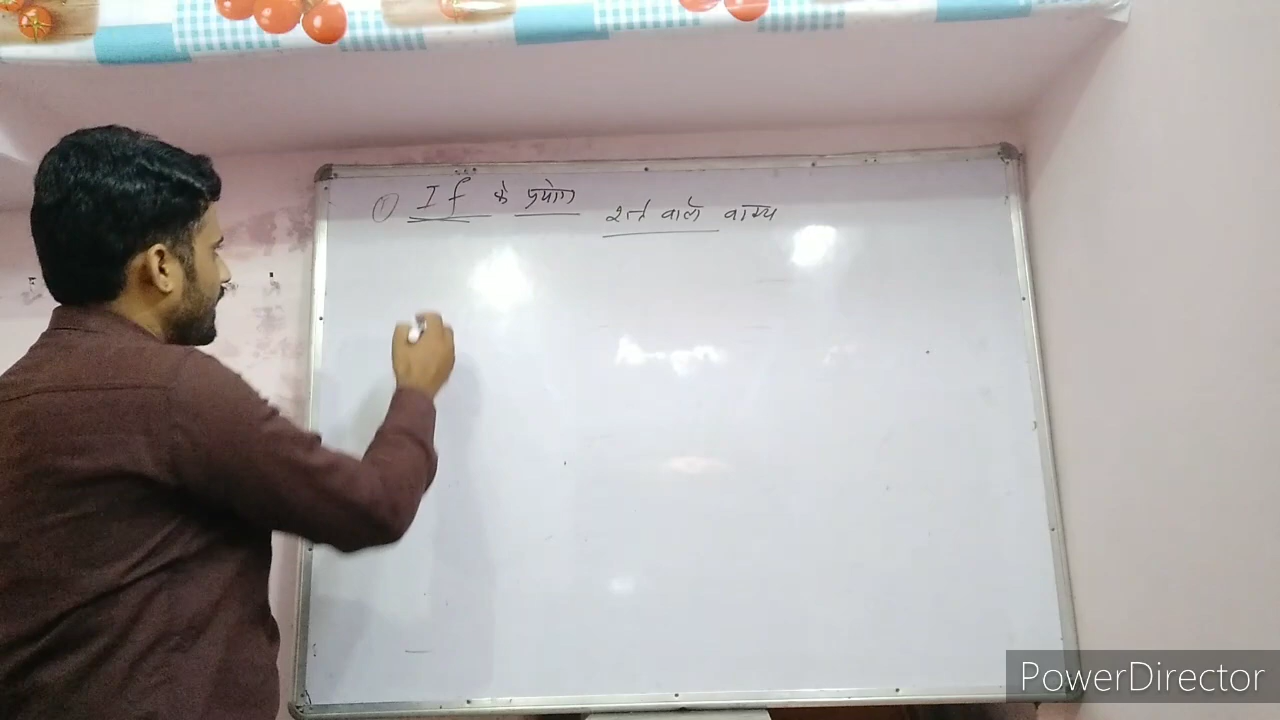 ① If के प्रयोग शर्त वाले वाक्य
PowerDirector